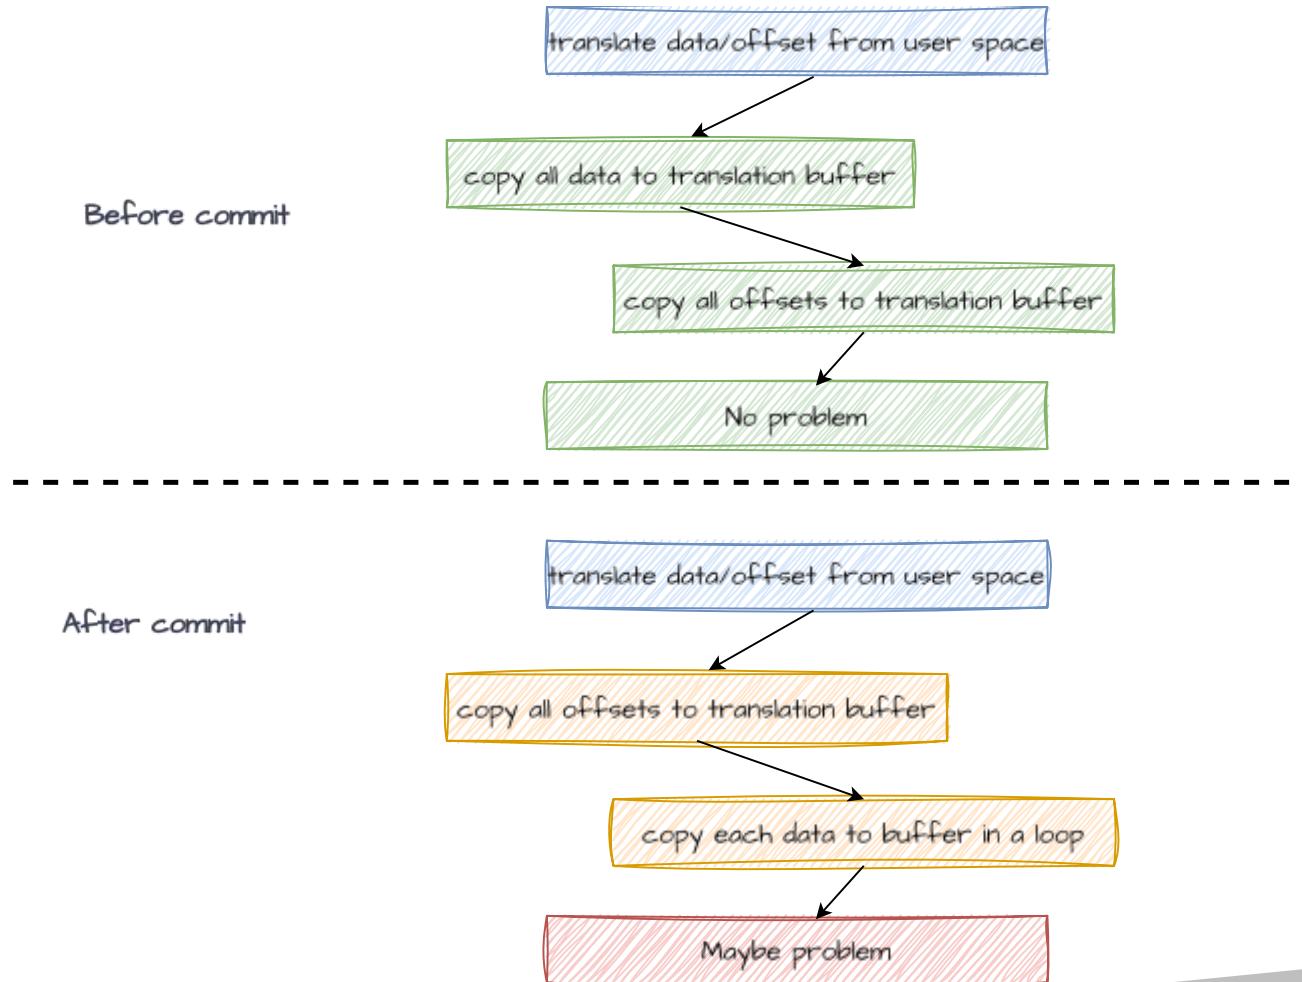 translate data/offset from user space
copy all data to translation buffer
Before commit
copy all offsets to translation buffer
No problem
translate data/offset from user space
After commit
copy all offsets to translation buffer
copy each data to buffer in a loop
Maybe problem